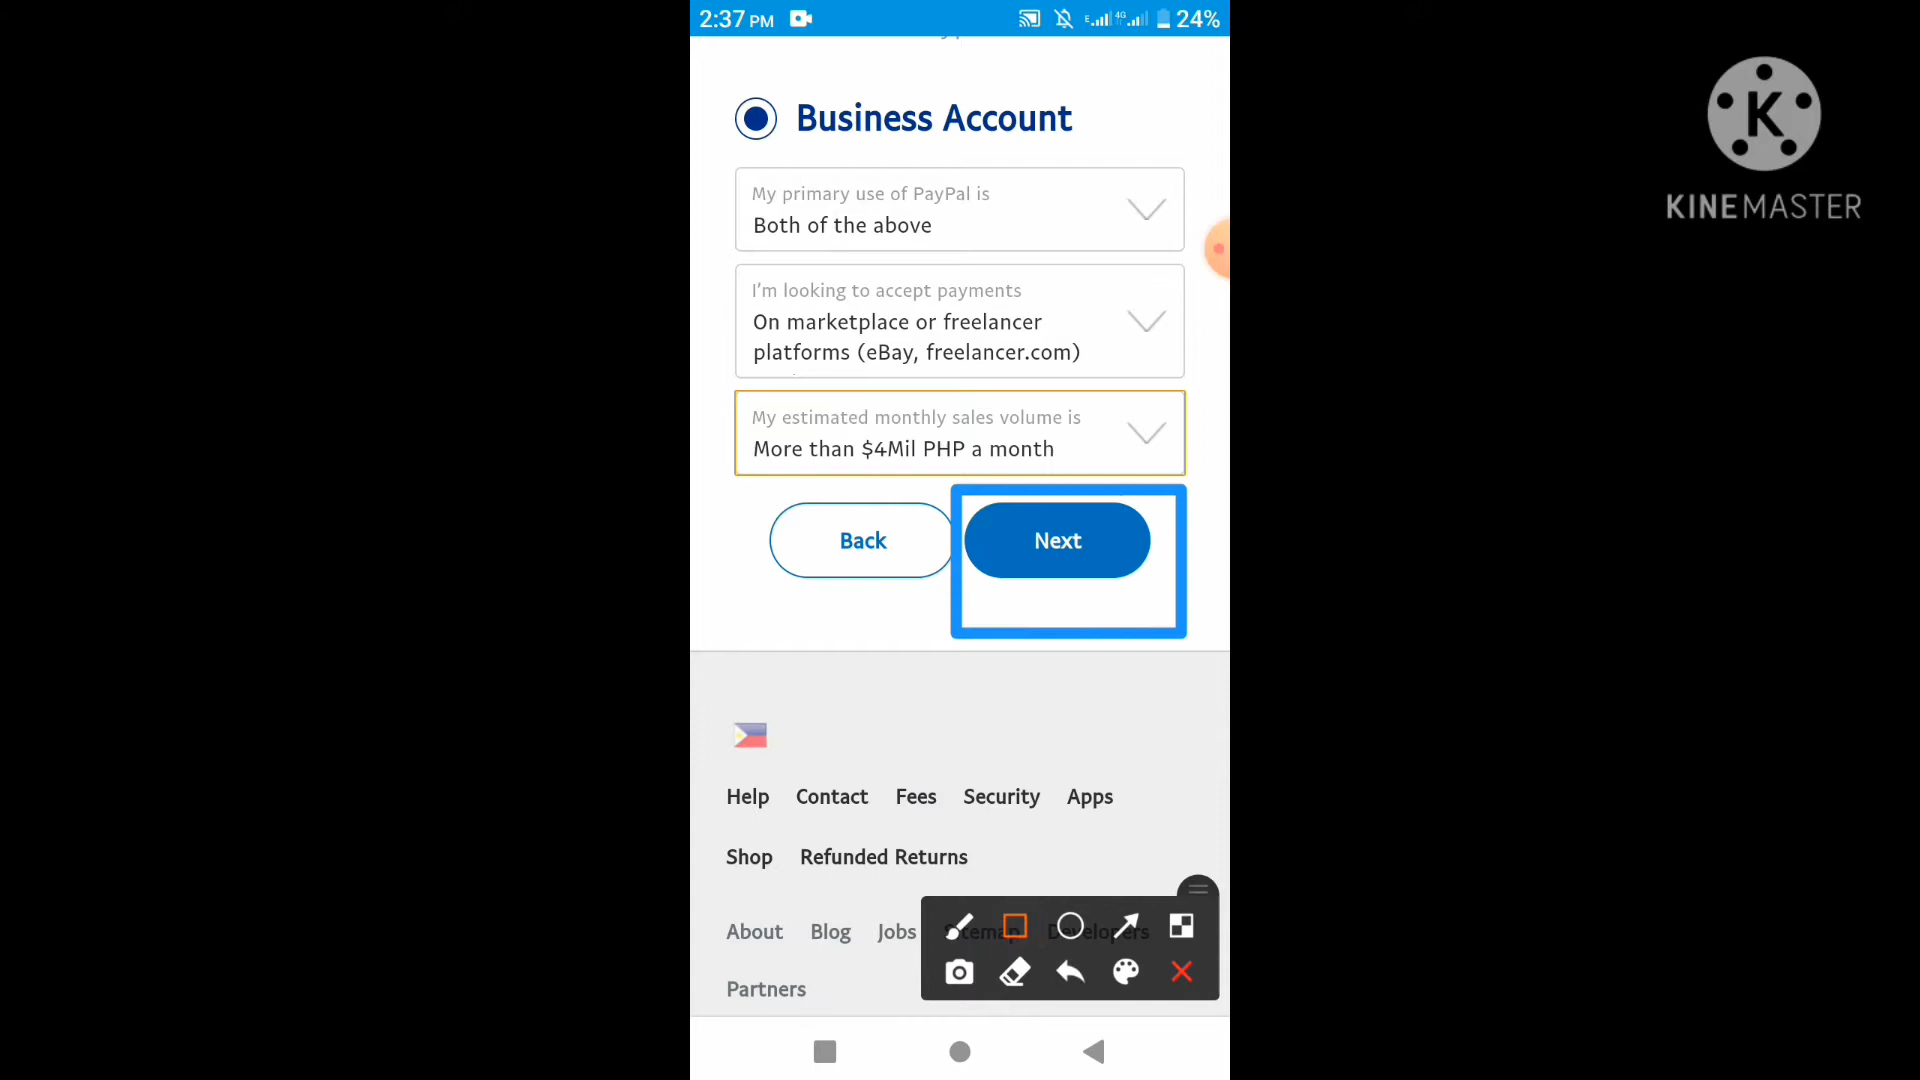 2:37 PM
E
4G
24%
Business Account
My primary use of PayPal is
Both of the above
I'm looking to accept payments
On marketplace or freelancer
platforms (eBay, freelancer.com)
My estimated monthly sales volume is
More than $4Mil PHP a month
Back
Next
Help Contact Fees Security Apps
Shop Refunded Returns
About Blog Jobs Sitemap Developers
Partners
K
KINEMASTER